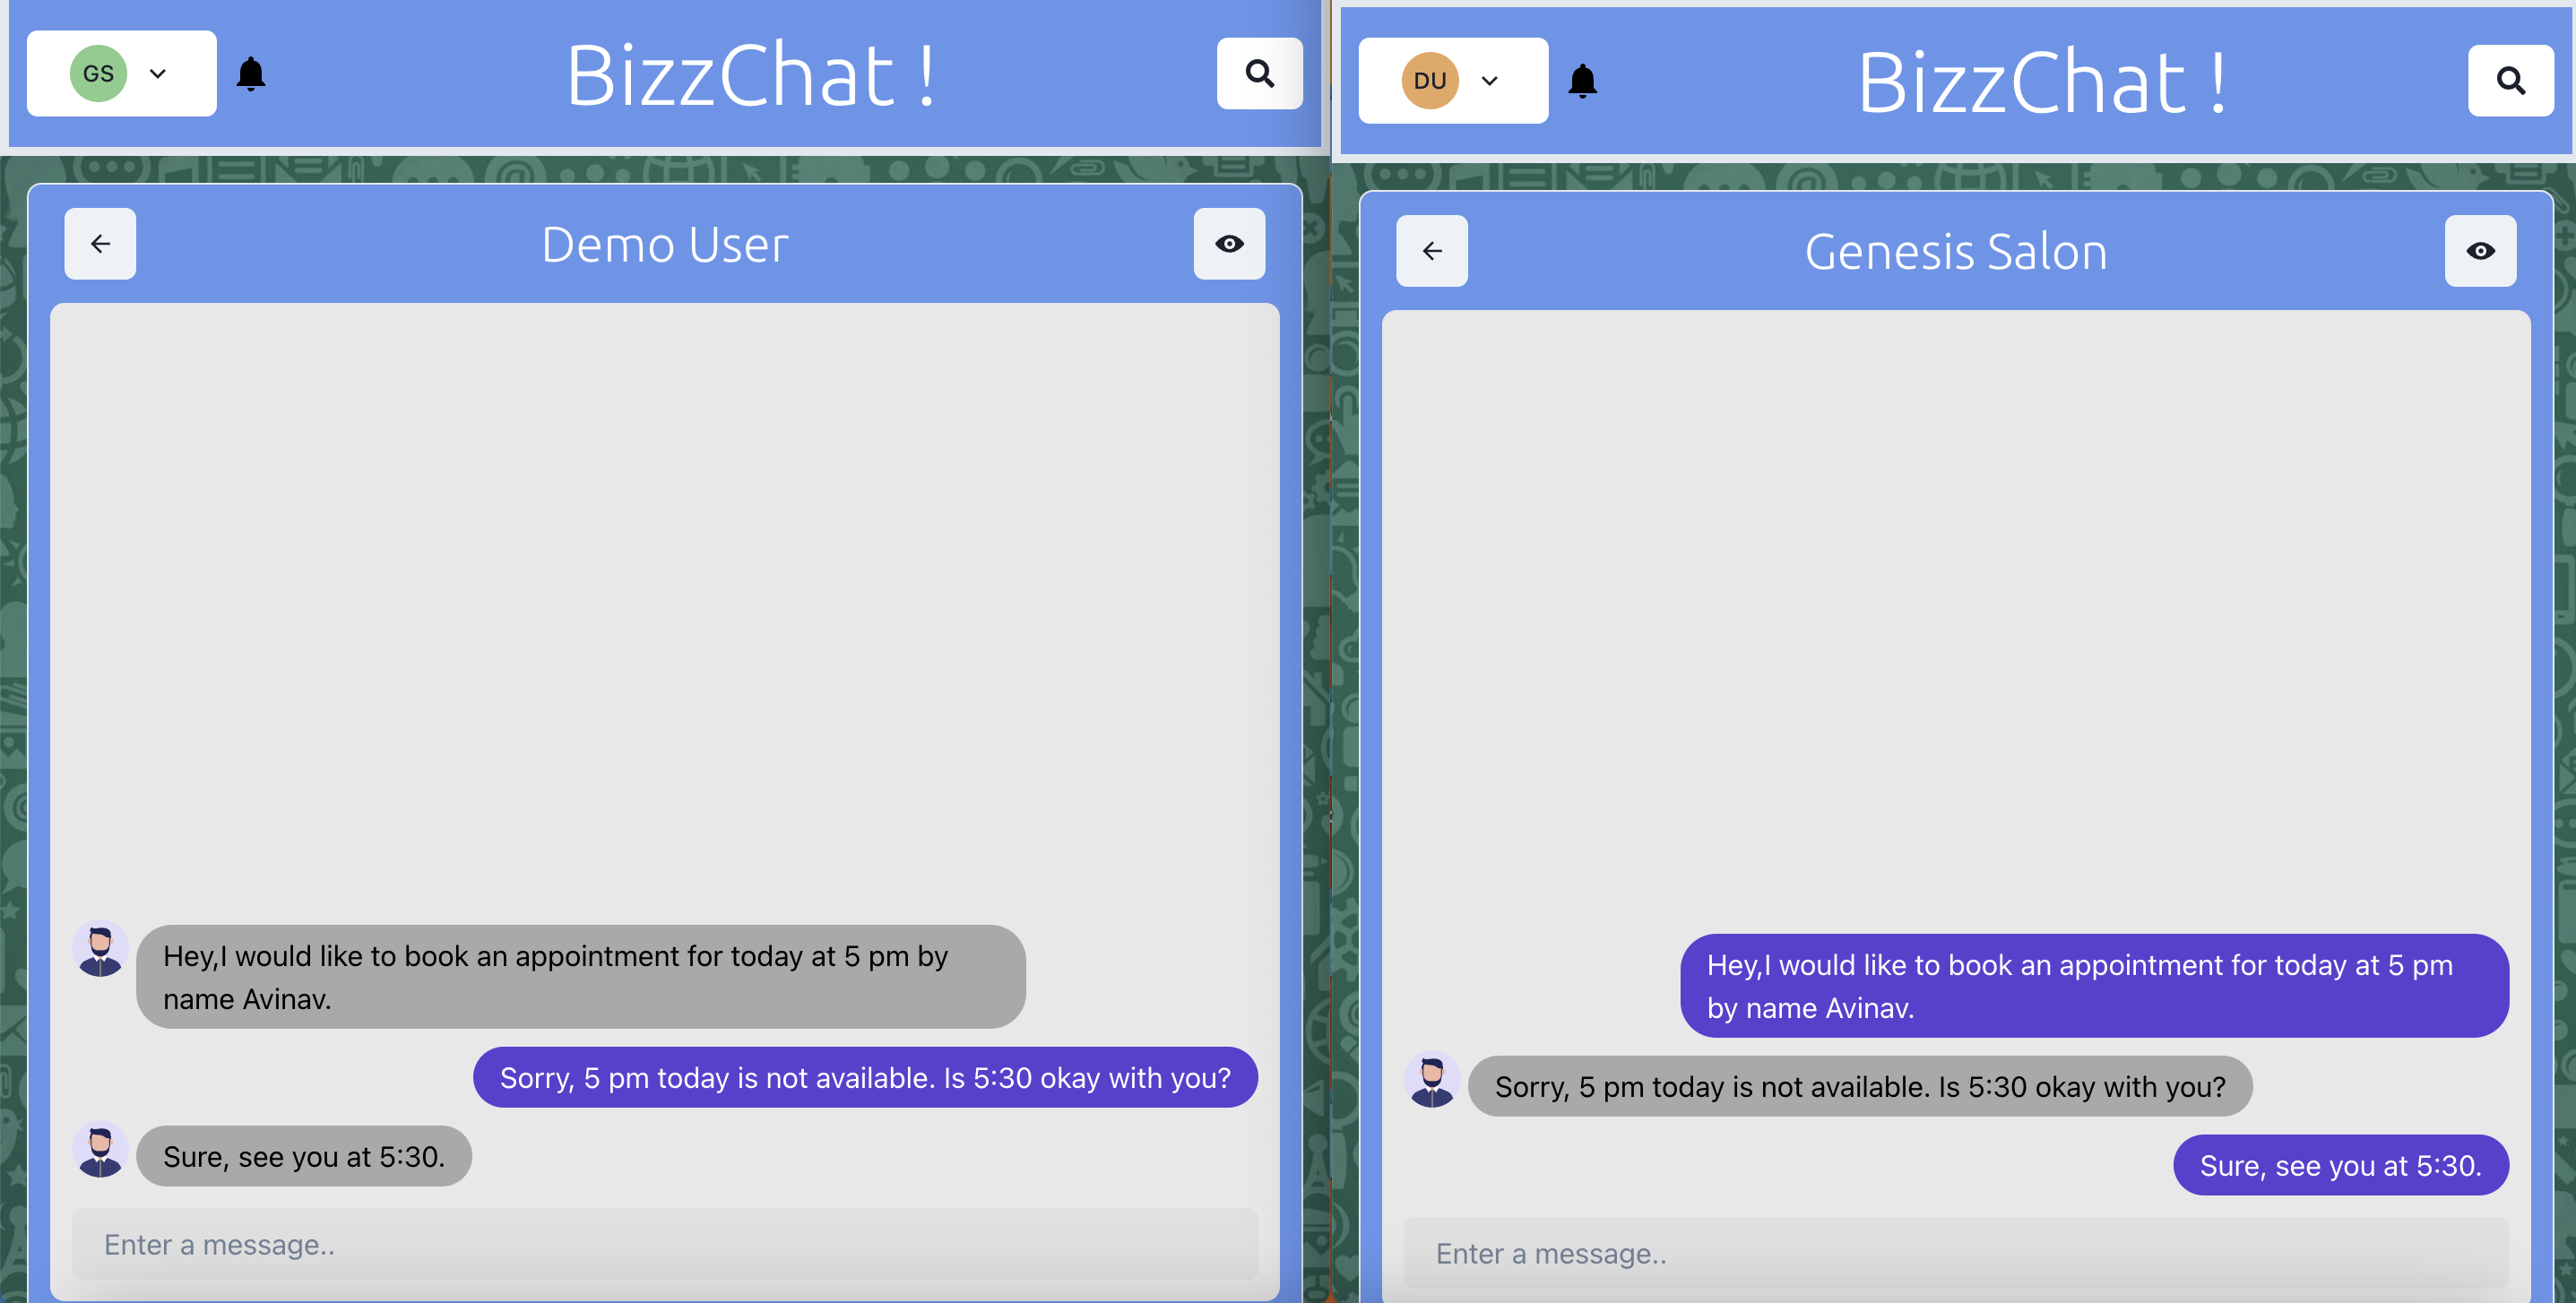 GS
BizzChat !
Demo User
Hey,I would like to book an appointment for today at 5 pm by
name Avinav.
Sorry, 5 pm today is not available. Is 5:30 okay with you?
Sure, see you at 5:30.
Enter a message..
DU
BizzChat !
Genesis Salon
Hey,I would like to book an appointment for today at 5 pm
by name Avinav.
Sorry, 5 pm today is not available. Is 5:30 okay with you?
Sure, see you at 5:30.
Enter a message..